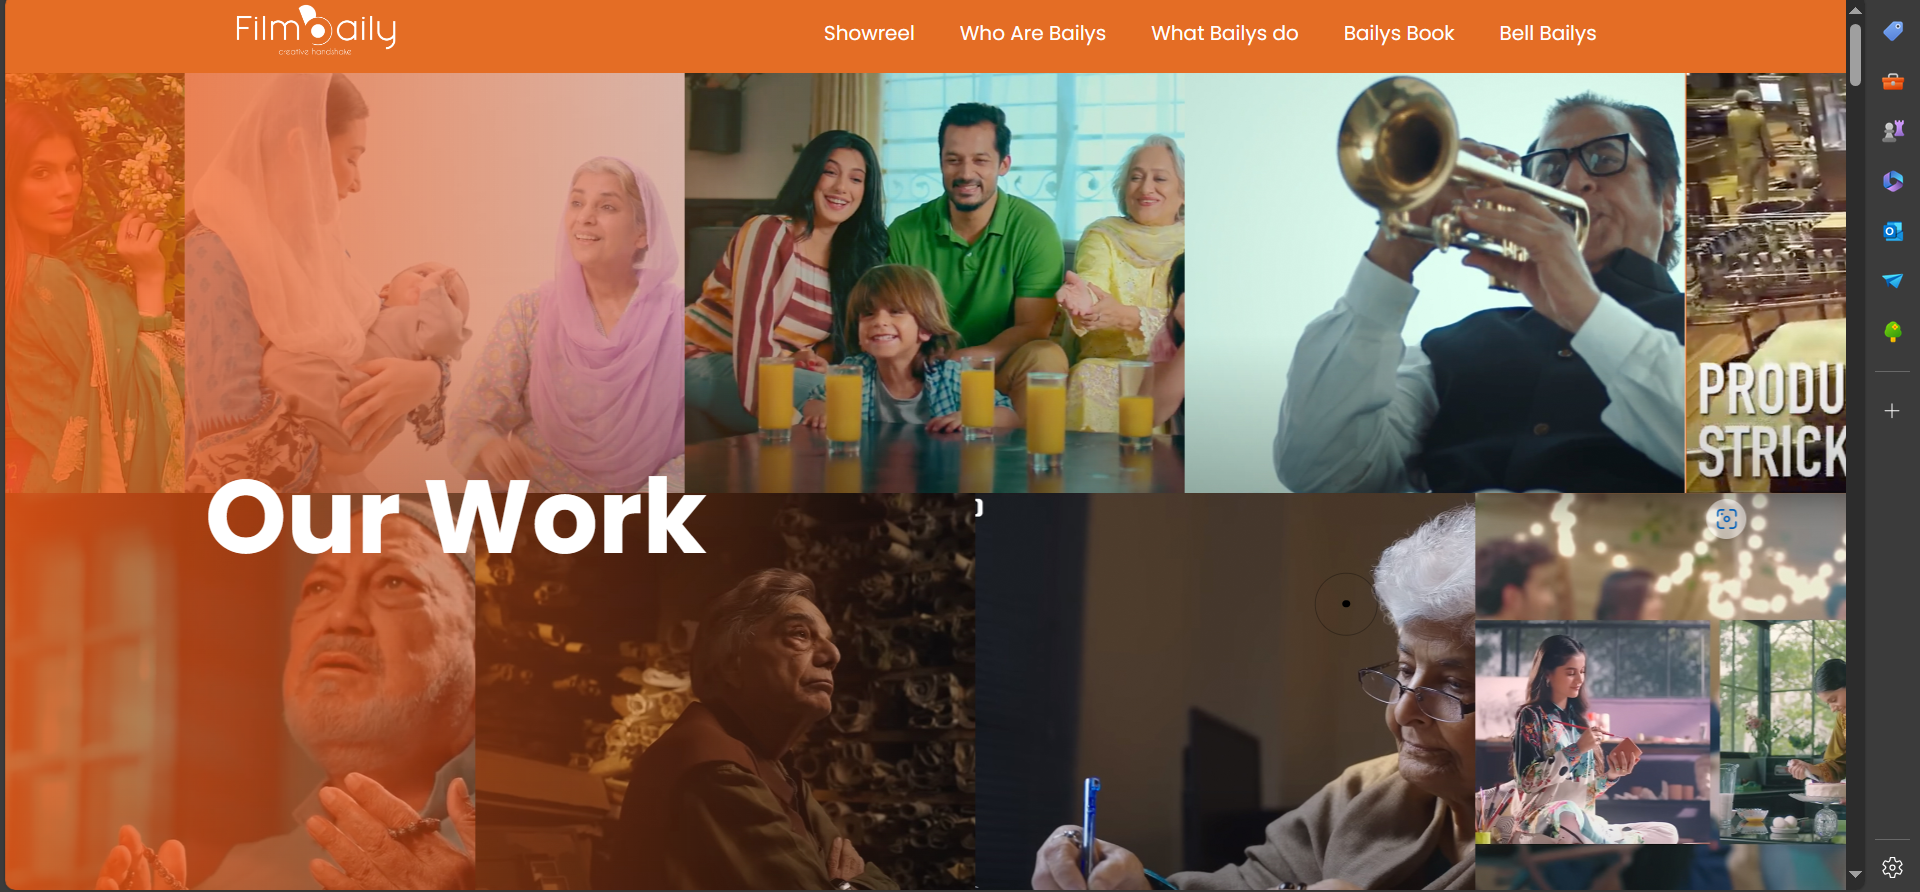 Filmbaily
creative handshake
Showreel
Who Are Bailys
What Bailys do
Bailys Book
Bell Bailys
PRODU
STRICK
Our Work